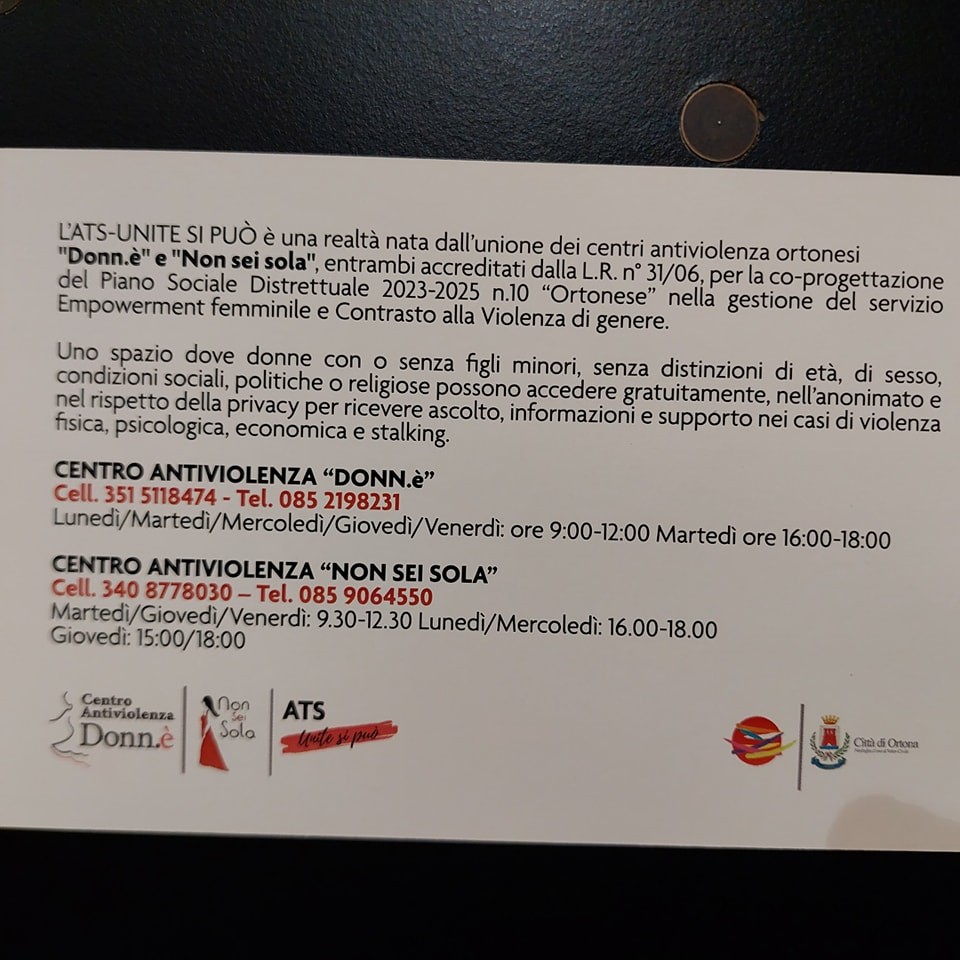 L'ATS-UNITE SI PUÒ è una realtà nata dall'unione dei centri antiviolenza ortonesi
"Donn.è" e "Non sei sola", entrambi accreditati dalla L.R. n° 31/06, per la co-progettazione
del Piano Sociale Distrettuale 2023-2025 n.10 “Ortonese” nella gestione del servizio
Empowerment femminile e Contrasto alla Violenza di genere.
Uno spazio dove donne con o senza figli minori, senza distinzioni di età, di sesso,
condizioni sociali, politiche o religiose possono accedere gratuitamente, nell'anonimato e
nel rispetto della privacy per ricevere ascolto, informazioni e supporto nei casi di violenza
fisica, psicologica, economica e stalking.
CENTRO ANTIVIOLENZA “DONN.è”
Cell. 351 5118474 - Tel. 085 2198231
Lunedì/Martedì/Mercoledì/Giovedì/Venerdì: ore 9:00-12:00 Martedì ore 16:00-18:00
CENTRO ANTIVIOLENZA “NON SEI SOLA”
Cell. 340 8778030 – Tel. 085 9064550
Martedì/Giovedì/Venerdì: 9.30-12.30 Lunedì/Mercoledì: 16.00-18.00
Giovedì: 15:00/18:00
Centro
Antiviolenza
Donn.è
Non
Sei
Sola
ATS
Unite si può
Città di Ortona